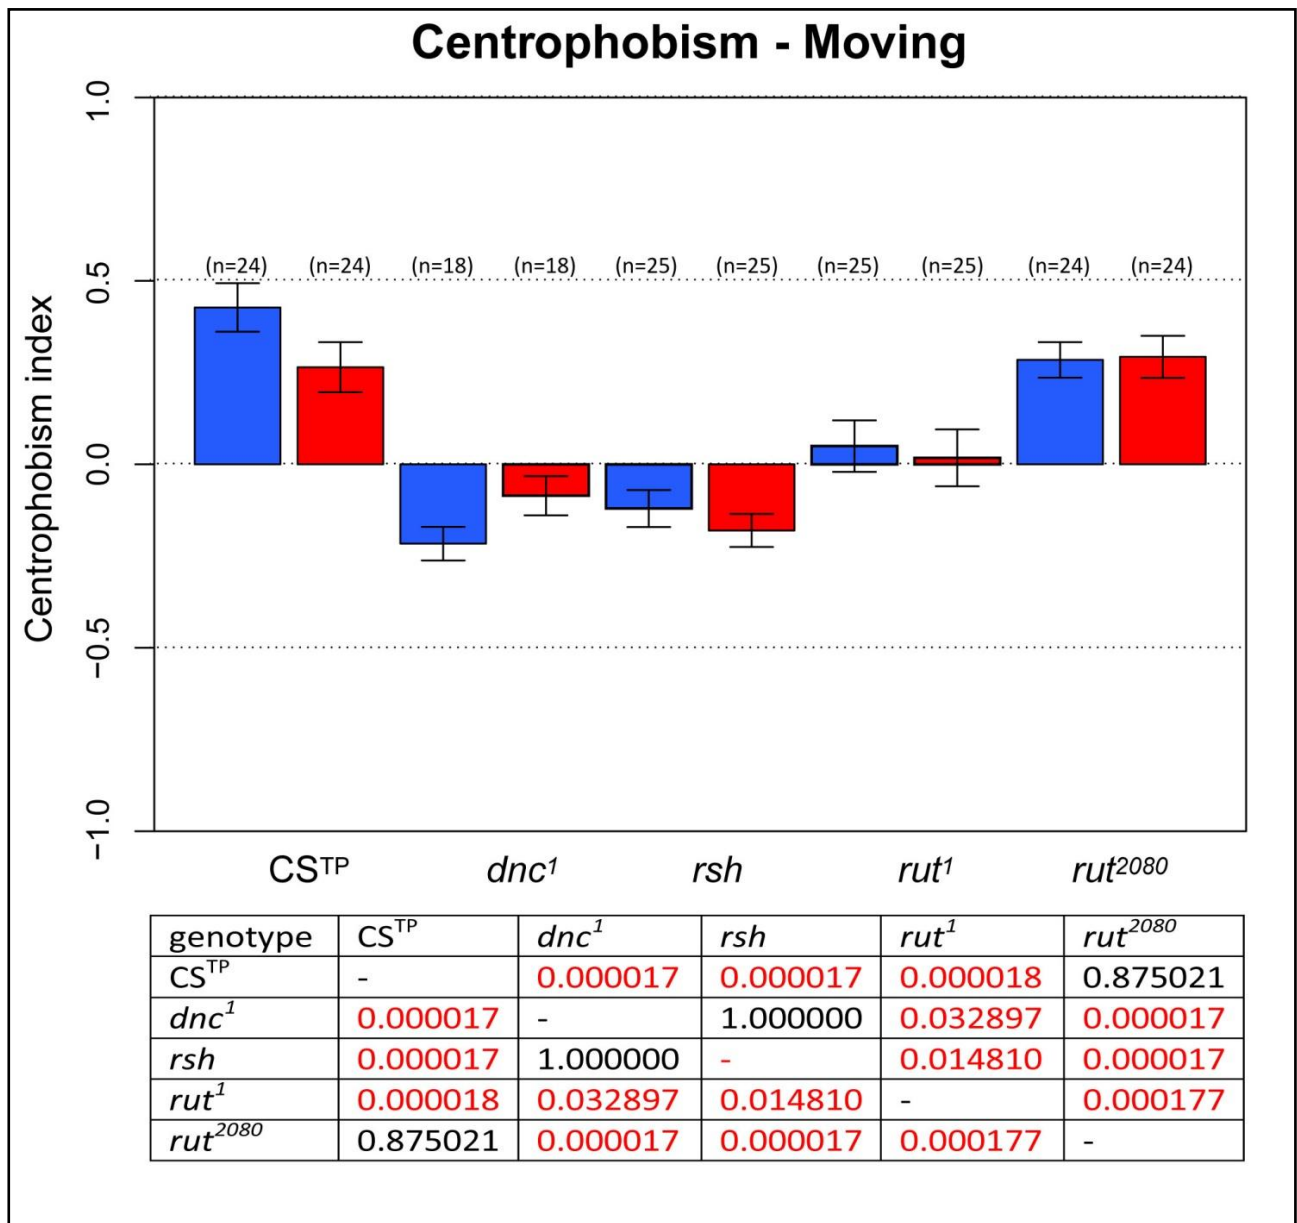 Centrophobism - Moving
1.0
0.5
0.0
−0.5
−1.0
Centrophobism index
(n=24) (n=24) (n=18) (n=18) (n=25) (n=25) (n=25) (n=25) (n=24) (n=24)
CSᵀᴾ dnc¹ rsh rut¹ rut²⁰⁸⁰
genotype CSᵀᴾ dnc¹ rsh rut¹ rut²⁰⁸⁰
CSᵀᴾ - 0.000017 0.000017 0.000018 0.875021
dnc¹ 0.000017 - 1.000000 0.032897 0.000017
rsh 0.000017 1.000000 - 0.014810 0.000017
rut¹ 0.000018 0.032897 0.014810 - 0.000177
rut²⁰⁸⁰ 0.875021 0.000017 0.000017 0.000177 -